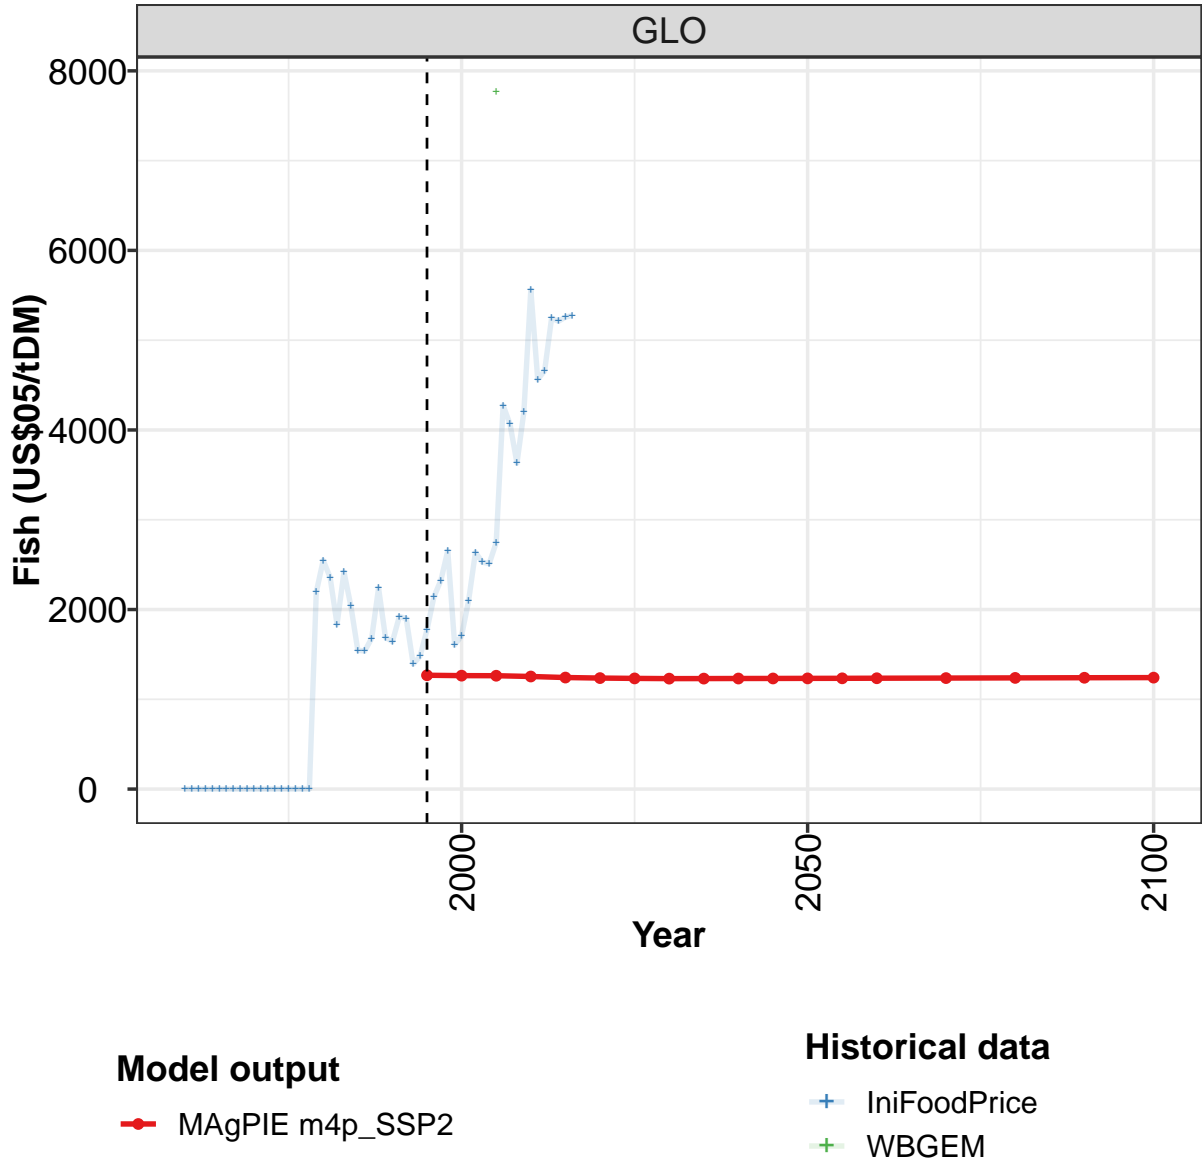 GLO
8000
6000
4000
2000
0
Fish (US$05/tDM)
2000
2050
2100
Year
Model output
MAgPIE m4p_SSP2
Historical data
IniFoodPrice
WBGEM